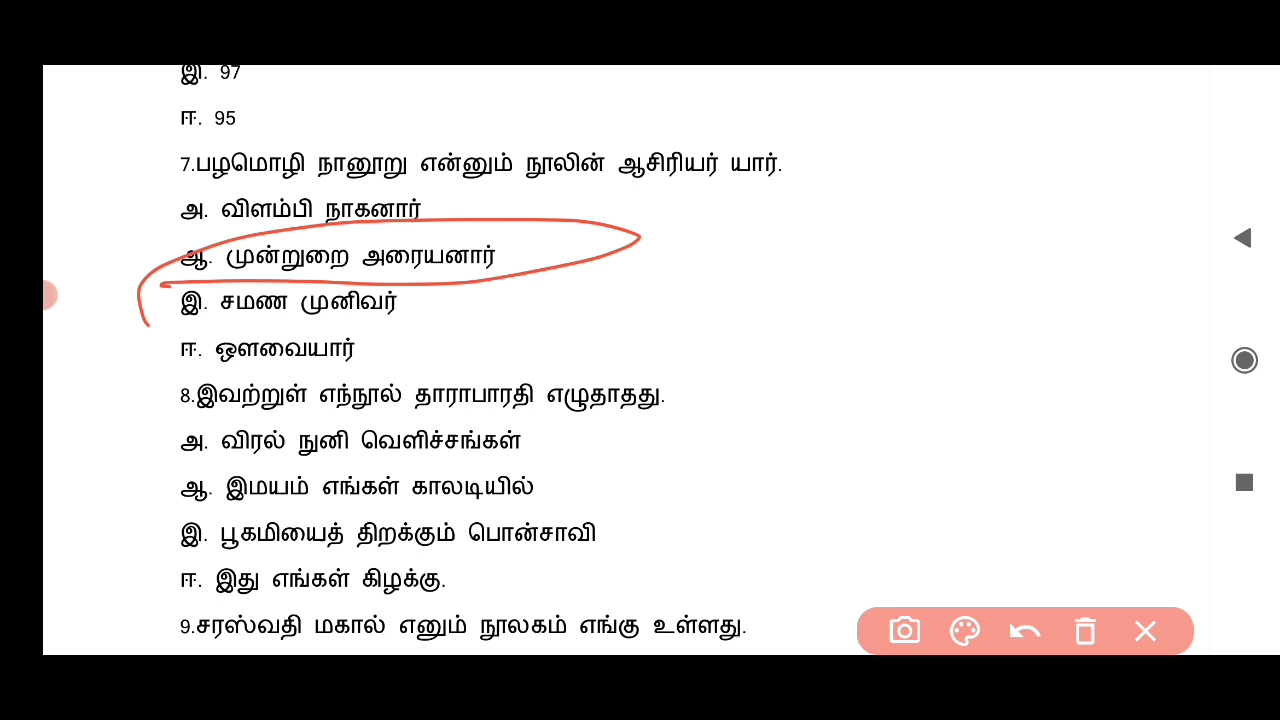 இ. 97
ஈ. 95
7.பழமொழி நானூறு என்னும் நூலின் ஆசிரியர் யார்.
அ. விளம்பி நாகனார்
ஆ. முன்றுறை அரையனார்
இ. சமண முனிவர்
ஈ. ஔவையார்
8.இவற்றுள் எந்நூல் தாராபாரதி எழுதாதது.
அ. விரல் நுனி வெளிச்சங்கள்
ஆ. இமயம் எங்கள் காலடியில்
இ. பூகமியைத் திறக்கும் பொன்சாவி
ஈ. இது எங்கள் கிழக்கு.
9.சரஸ்வதி மகால் எனும் நூலகம் எங்கு உள்ளது.